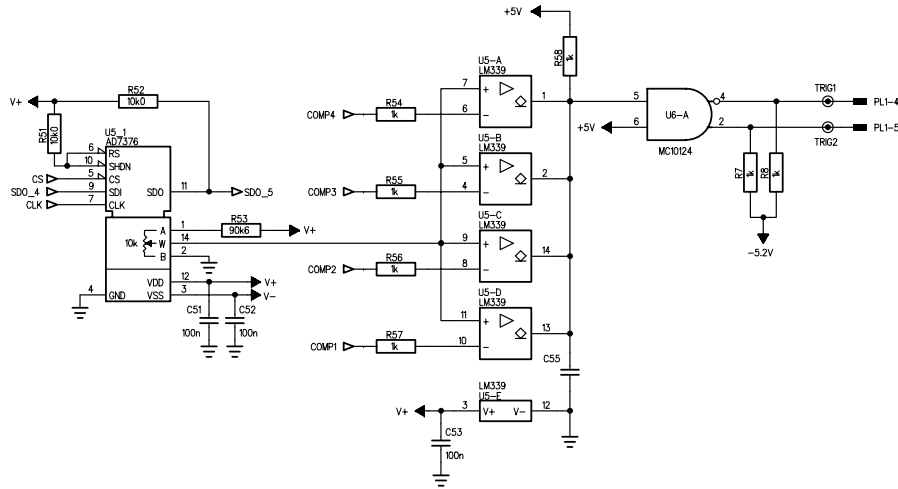 +5V
R58
1k
U5-A
LM339
7
+
1
6
-
COMP4
R54
1k
R52
10k0
V+
R51
10k0
U5_1
AD7376
6
RS
10
SHDN
CS
5
CS
SDO_4
9
SDI
SDO
11
SDO_5
CLK
7
CLK
5
U6-A
4
+5V
6
2
MC10124
TRIG1
PL1-4
PL1-5
TRIG2
R7
1k
R8
1k
-5.2V
U5-B
LM339
5
+
2
4
-
COMP3
R55
1k
10k
A
1
R53
90k6
V+
W
14
B
2
U5-C
LM339
9
+
14
8
-
COMP2
R56
1k
VDD
12
V+
4
GND
VSS
3
V-
C51
100n
C52
100n
U5-D
LM339
11
+
13
10
-
COMP1
R57
1k
C55
LM339
U5-E
V+
3
V+
V-
12
C53
100n